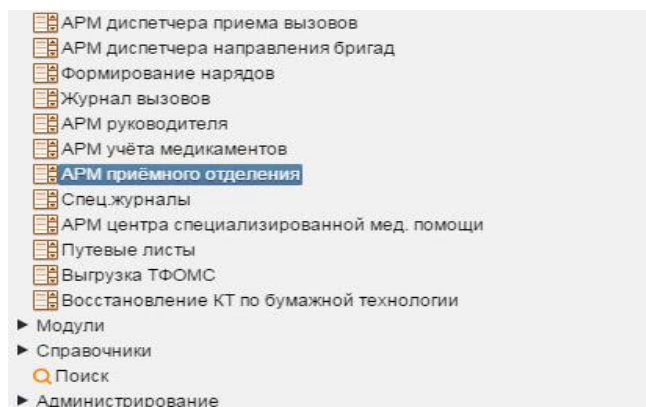 АРМ диспетчера приема вызовов
АРМ диспетчера направления бригад
Формирование нарядов
Журнал вызовов
АРМ руководителя
АРМ учёта медикаментов
АРМ приёмного отделения
Спец.журналы
АРМ центра специализированной мед. помощи
Путевые листы
Выгрузка ТФОМС
Восстановление КТ по бумажной технологии
Модули
Справочники
Поиск
Администрирование